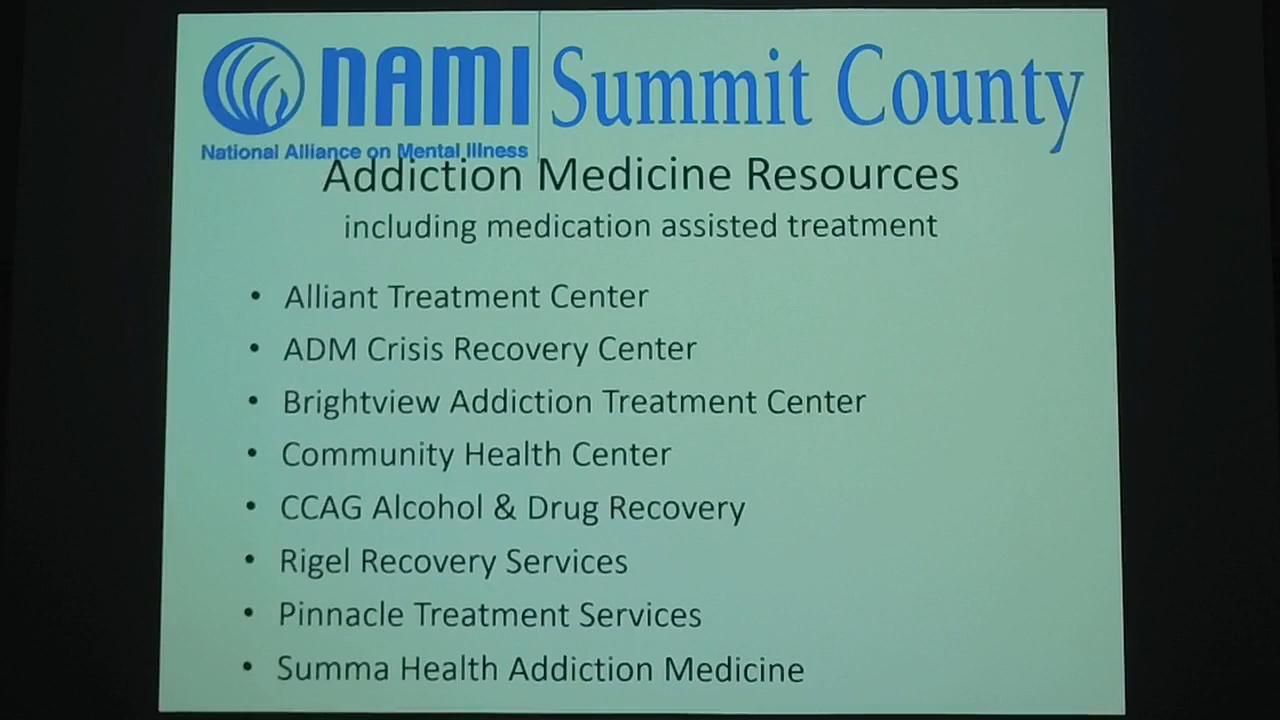 NAMI Summit County
National Alliance on Mental Illness
Addiction Medicine Resources
including medication assisted treatment
• Alliant Treatment Center
• ADM Crisis Recovery Center
• Brightview Addiction Treatment Center
• Community Health Center
• CCAG Alcohol & Drug Recovery
• Rigel Recovery Services
• Pinnacle Treatment Services
• Summa Health Addiction Medicine